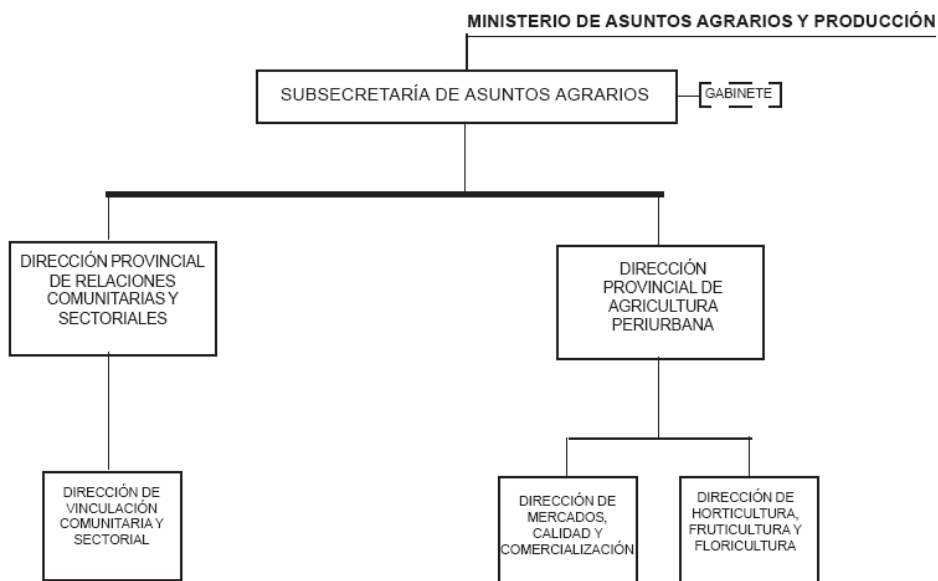 MINISTERIO DE ASUNTOS AGRARIOS Y PRODUCCIÓN
SUBSECRETARÍA DE ASUNTOS AGRARIOS
GABINETE
DIRECCIÓN PROVINCIAL
DE RELACIONES
COMUNITARIAS Y
SECTORIALES
DIRECCIÓN
PROVINCIAL DE
AGRICULTURA
PERIURBANA
DIRECCIÓN DE
VINCULACIÓN
COMUNITARIA Y
SECTORIAL
DIRECCIÓN DE
MERCADOS,
CALIDAD Y
COMERCIALIZACIÓN
DIRECCIÓN DE
HORTICULTURA,
FRUTICULTURA Y
FLORICULTURA